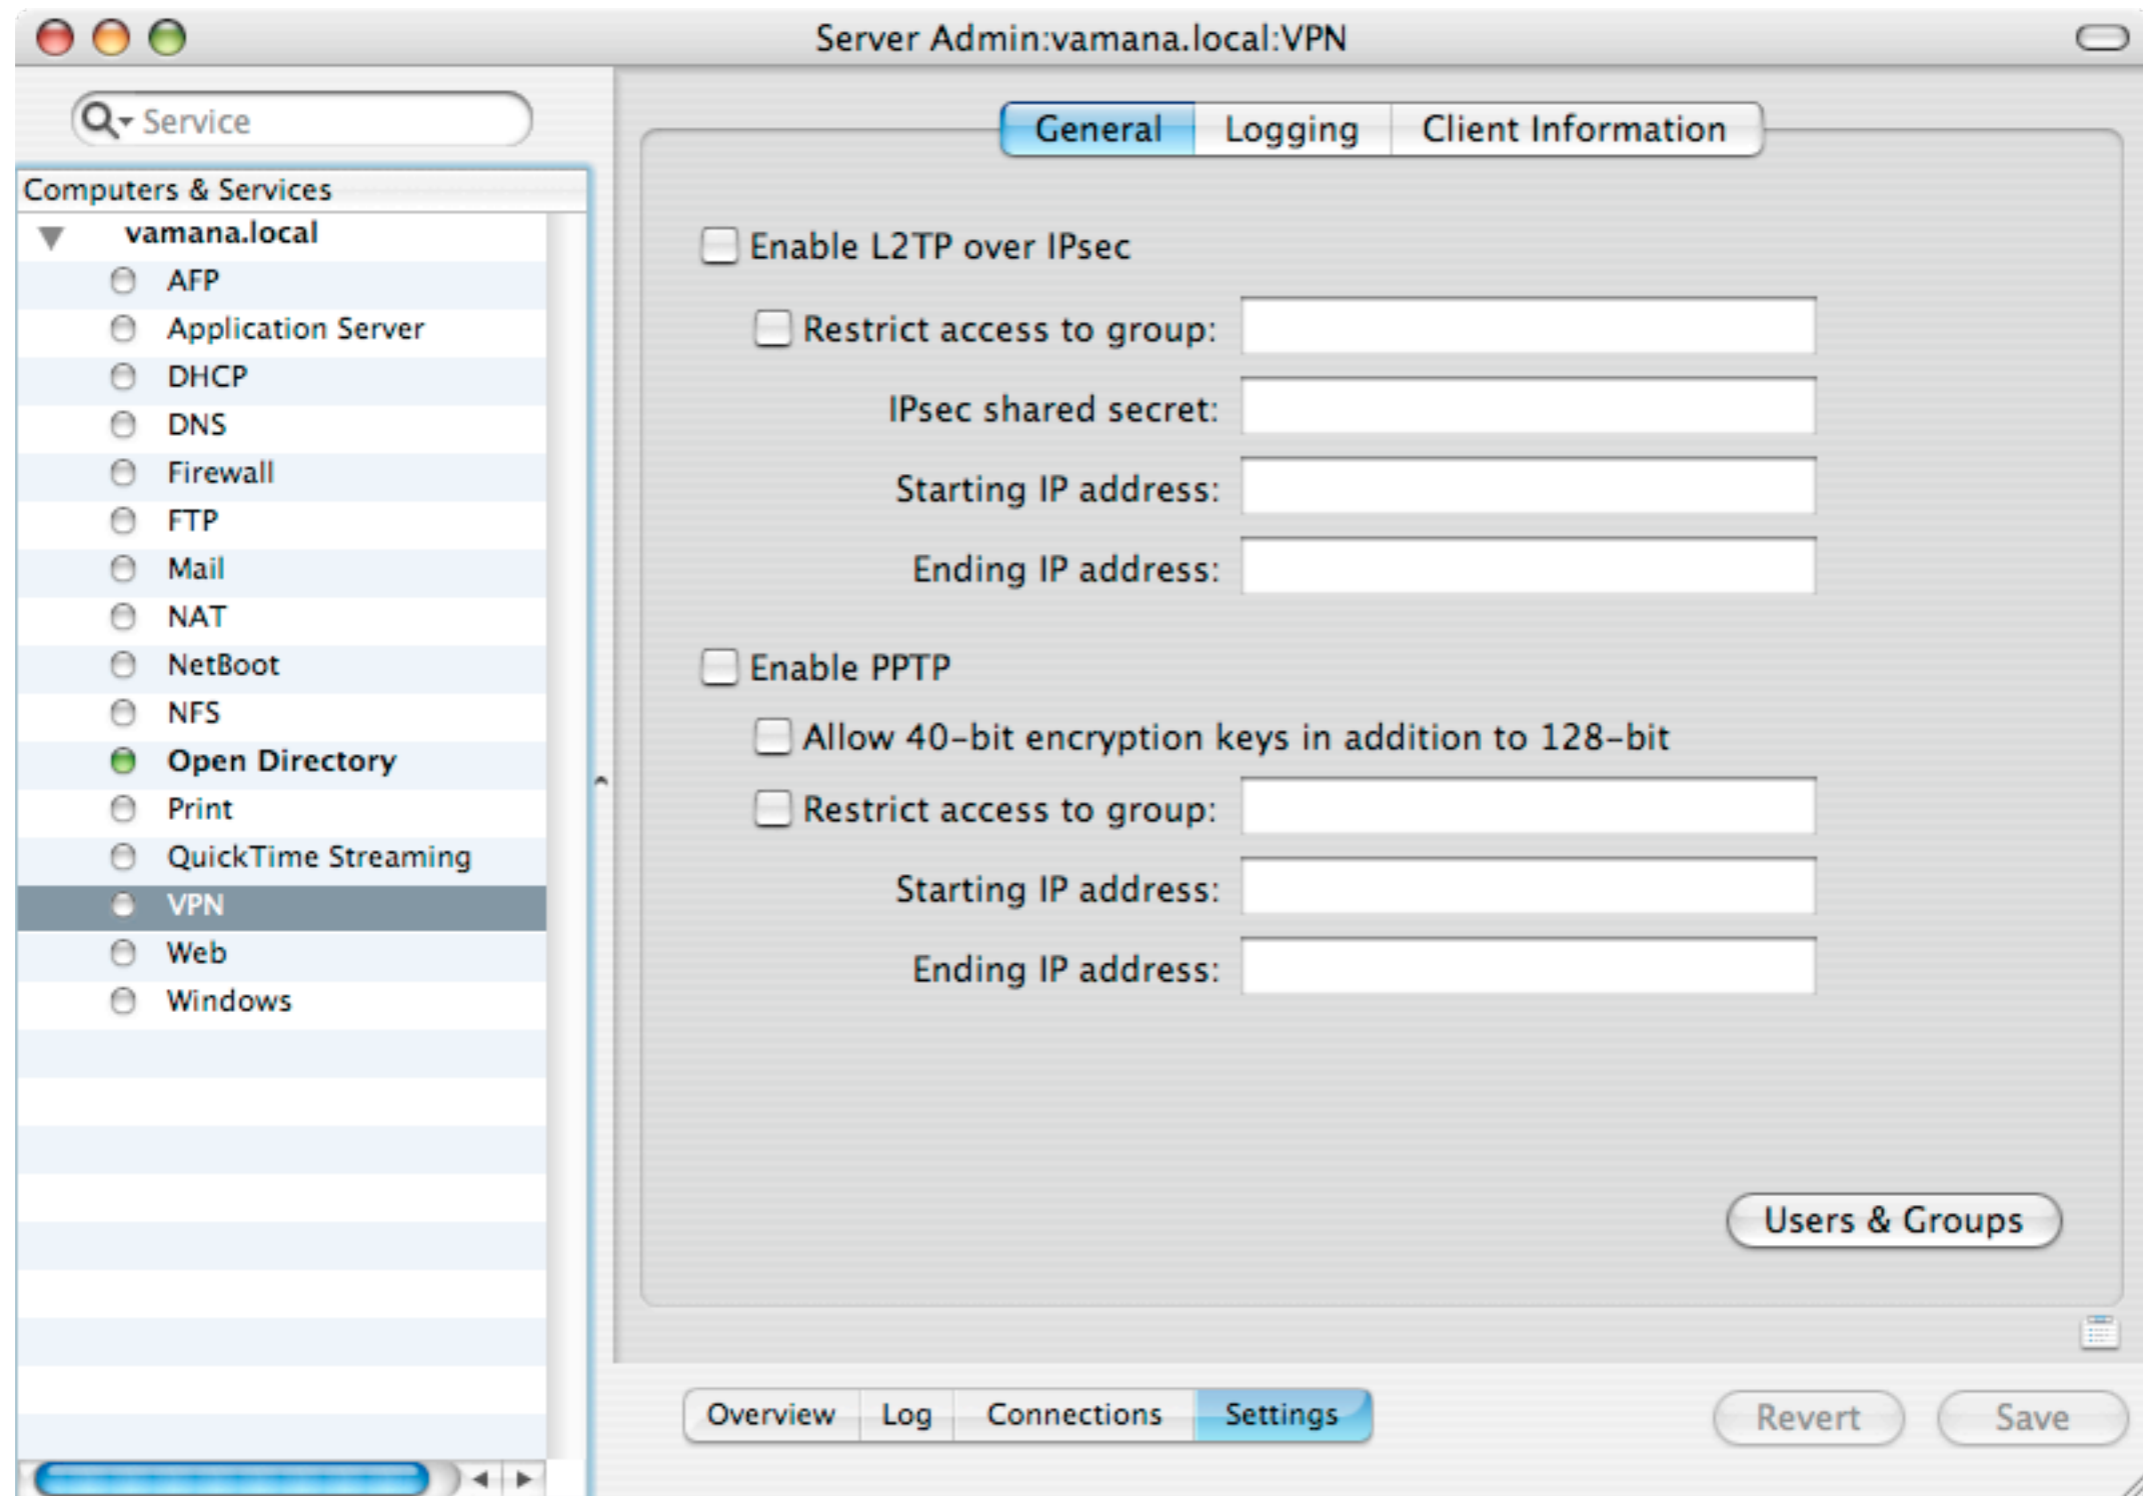 Server Admin:vamana.local:VPN
Service
Computers & Services
vamana.local
AFP
Application Server
DHCP
DNS
Firewall
FTP
Mail
NAT
NetBoot
NFS
Open Directory
Print
QuickTime Streaming
VPN
Web
Windows
General Logging Client Information
Enable L2TP over IPsec
Restrict access to group:
IPsec shared secret:
Starting IP address:
Ending IP address:
Enable PPTP
Allow 40-bit encryption keys in addition to 128-bit
Restrict access to group:
Starting IP address:
Ending IP address:
Users & Groups
Overview Log Connections Settings
Revert Save